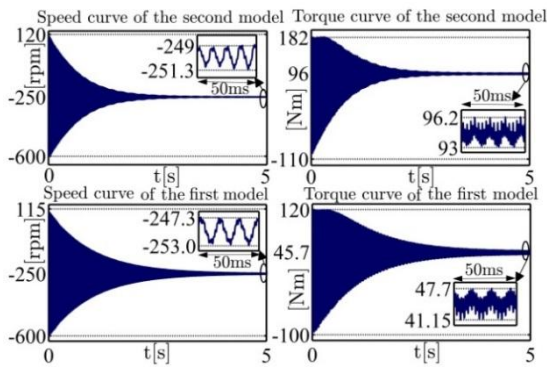 Speed curve of the second model
120
[rpm]
-250
-600
-249
-251.3
50ms
0
t[s]
5
Torque curve of the second model
182
96
[Nm]
-110
50ms
96.2
93
0
t[s]
5
Speed curve of the first model
115
[rpm]
-250
-600
-247.3
-253.0
50ms
0
t[s]
5
Torque curve of the first model
120
45.7
[Nm]
-100
50ms
47.7
41.15
0
t[s]
5